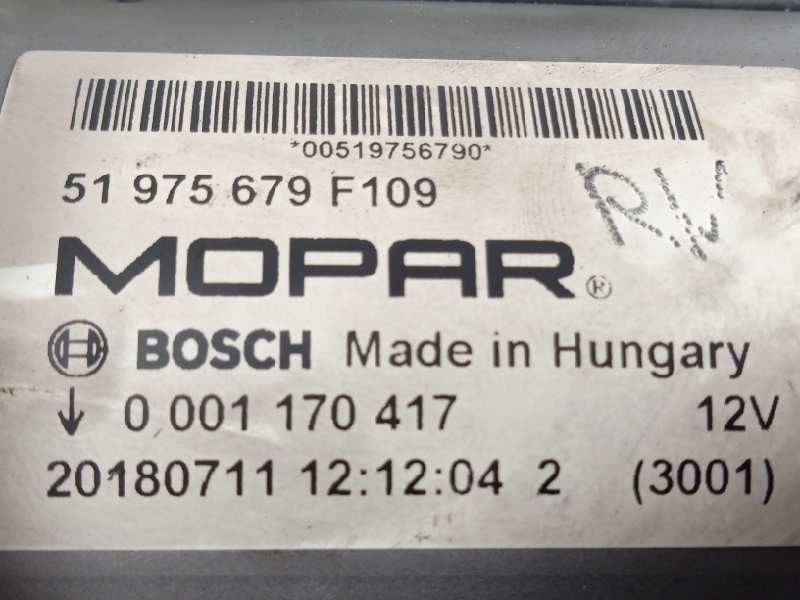 *00519756790*
51 975 679 F109
MOPAR®
BOSCH Made in Hungary
↓ 0 001 170 417 12V
20180711 12:12:04 2 (3001)